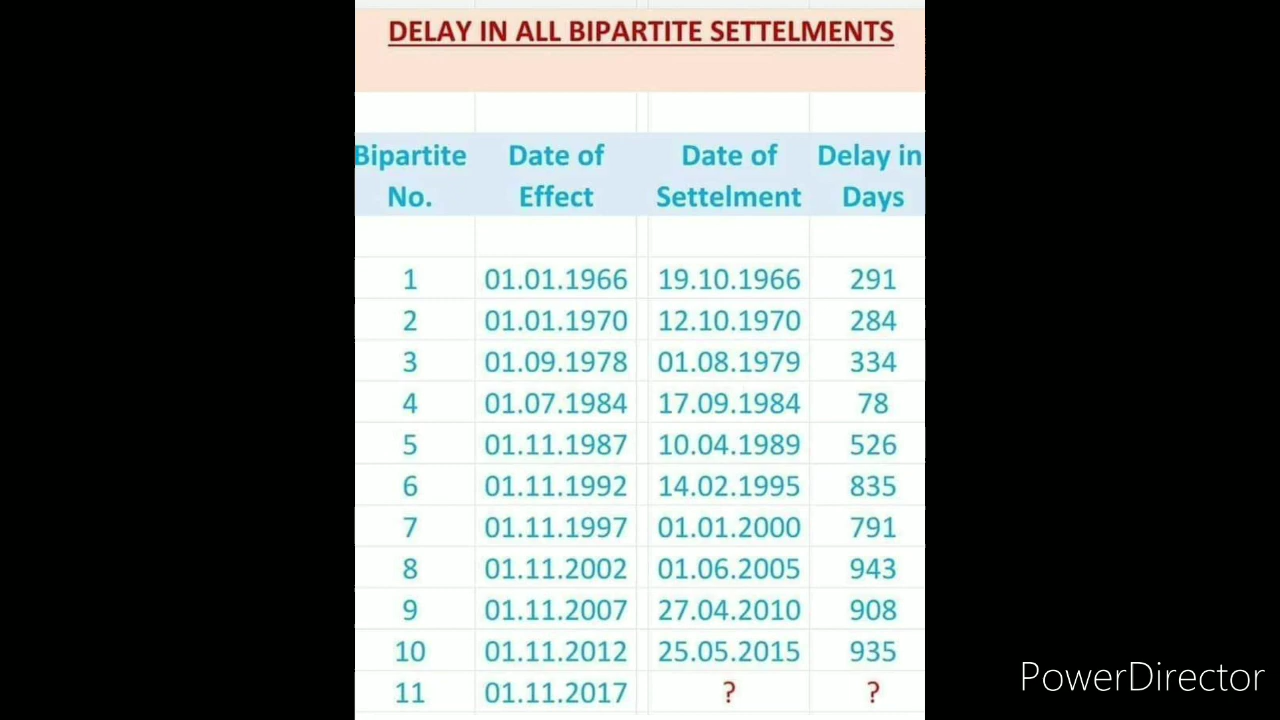 DELAY IN ALL BIPARTITE SETTELMENTS
Bipartite No. Date of Effect Date of Settelment Delay in Days
1 01.01.1966 19.10.1966 291
2 01.01.1970 12.10.1970 284
3 01.09.1978 01.08.1979 334
4 01.07.1984 17.09.1984 78
5 01.11.1987 10.04.1989 526
6 01.11.1992 14.02.1995 835
7 01.11.1997 01.01.2000 791
8 01.11.2002 01.06.2005 943
9 01.11.2007 27.04.2010 908
10 01.11.2012 25.05.2015 935
11 01.11.2017 ? ?
PowerDirector